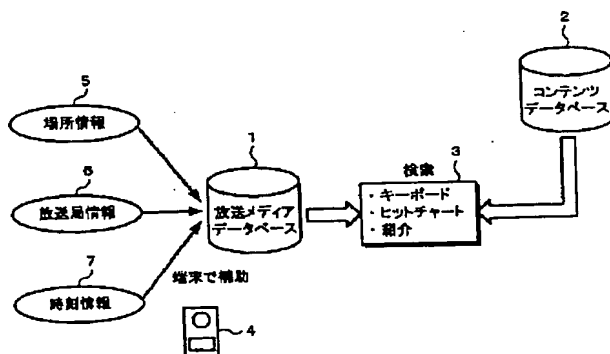 2
コンテンツ
データベース
5
場所情報
1
3
検索
6
放送局情報
放送メディア
データベース
・キーボード
・ヒットチャート
・紹介
7
端末で補助
時刻情報
4